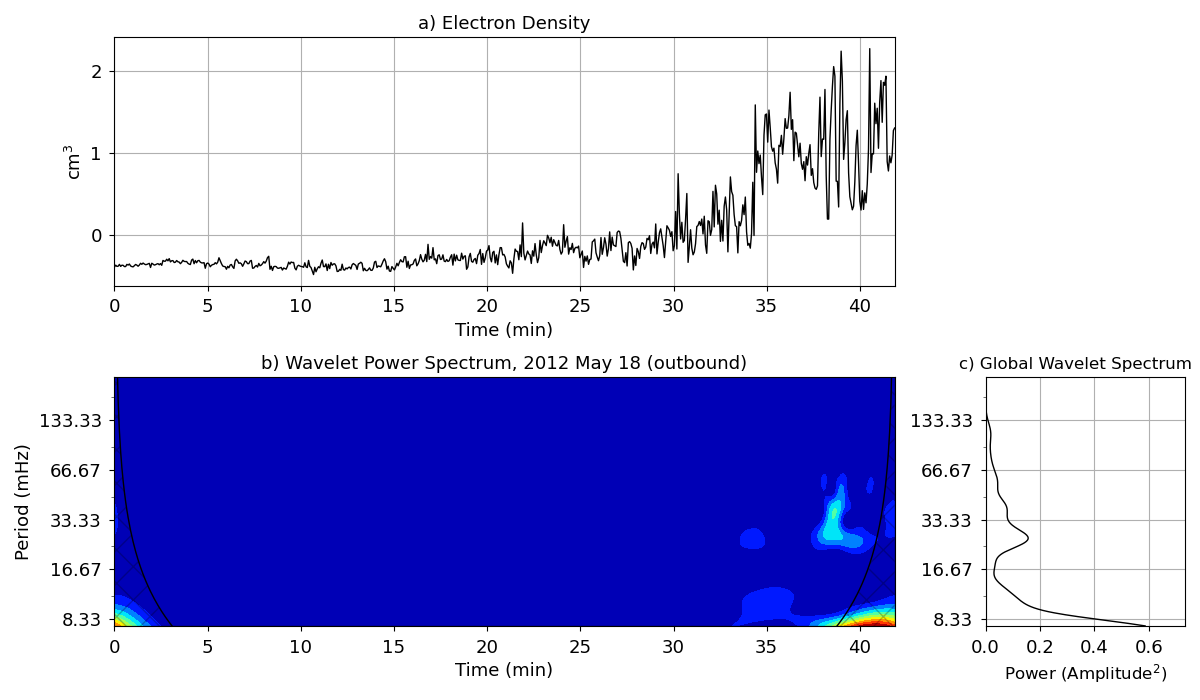 a) Electron Density
cm³
2
1
0
0 5 10 15 20 25 30 35 40
Time (min)
b) Wavelet Power Spectrum, 2012 May 18 (outbound)
Period (mHz)
133.33
66.67
33.33
16.67
8.33
0 5 10 15 20 25 30 35 40
Time (min)
c) Global Wavelet Spectrum
133.33
66.67
33.33
16.67
8.33
0.0 0.2 0.4 0.6
Power (Amplitude²)